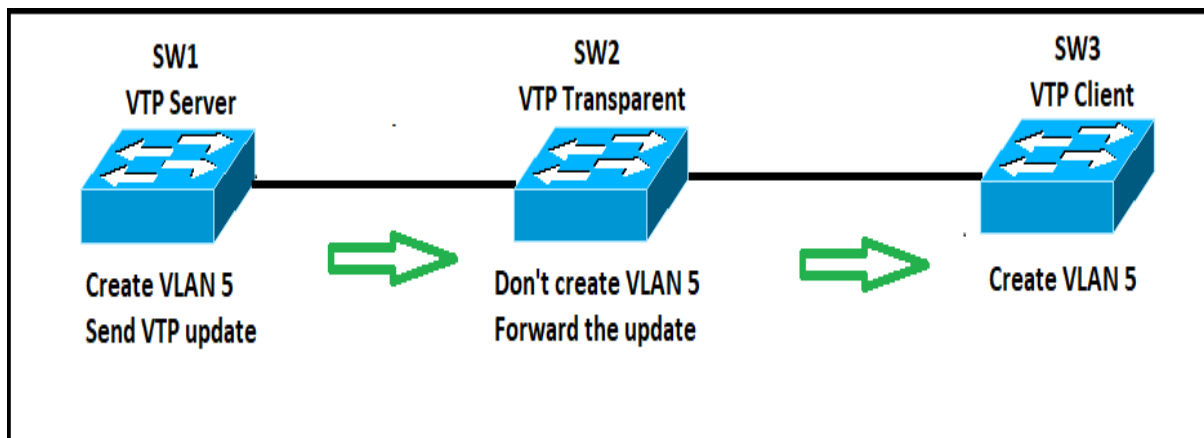 SW1
VTP Server
SW2
VTP Transparent
SW3
VTP Client
Create VLAN 5
Send VTP update
Don't create VLAN 5
Forward the update
Create VLAN 5